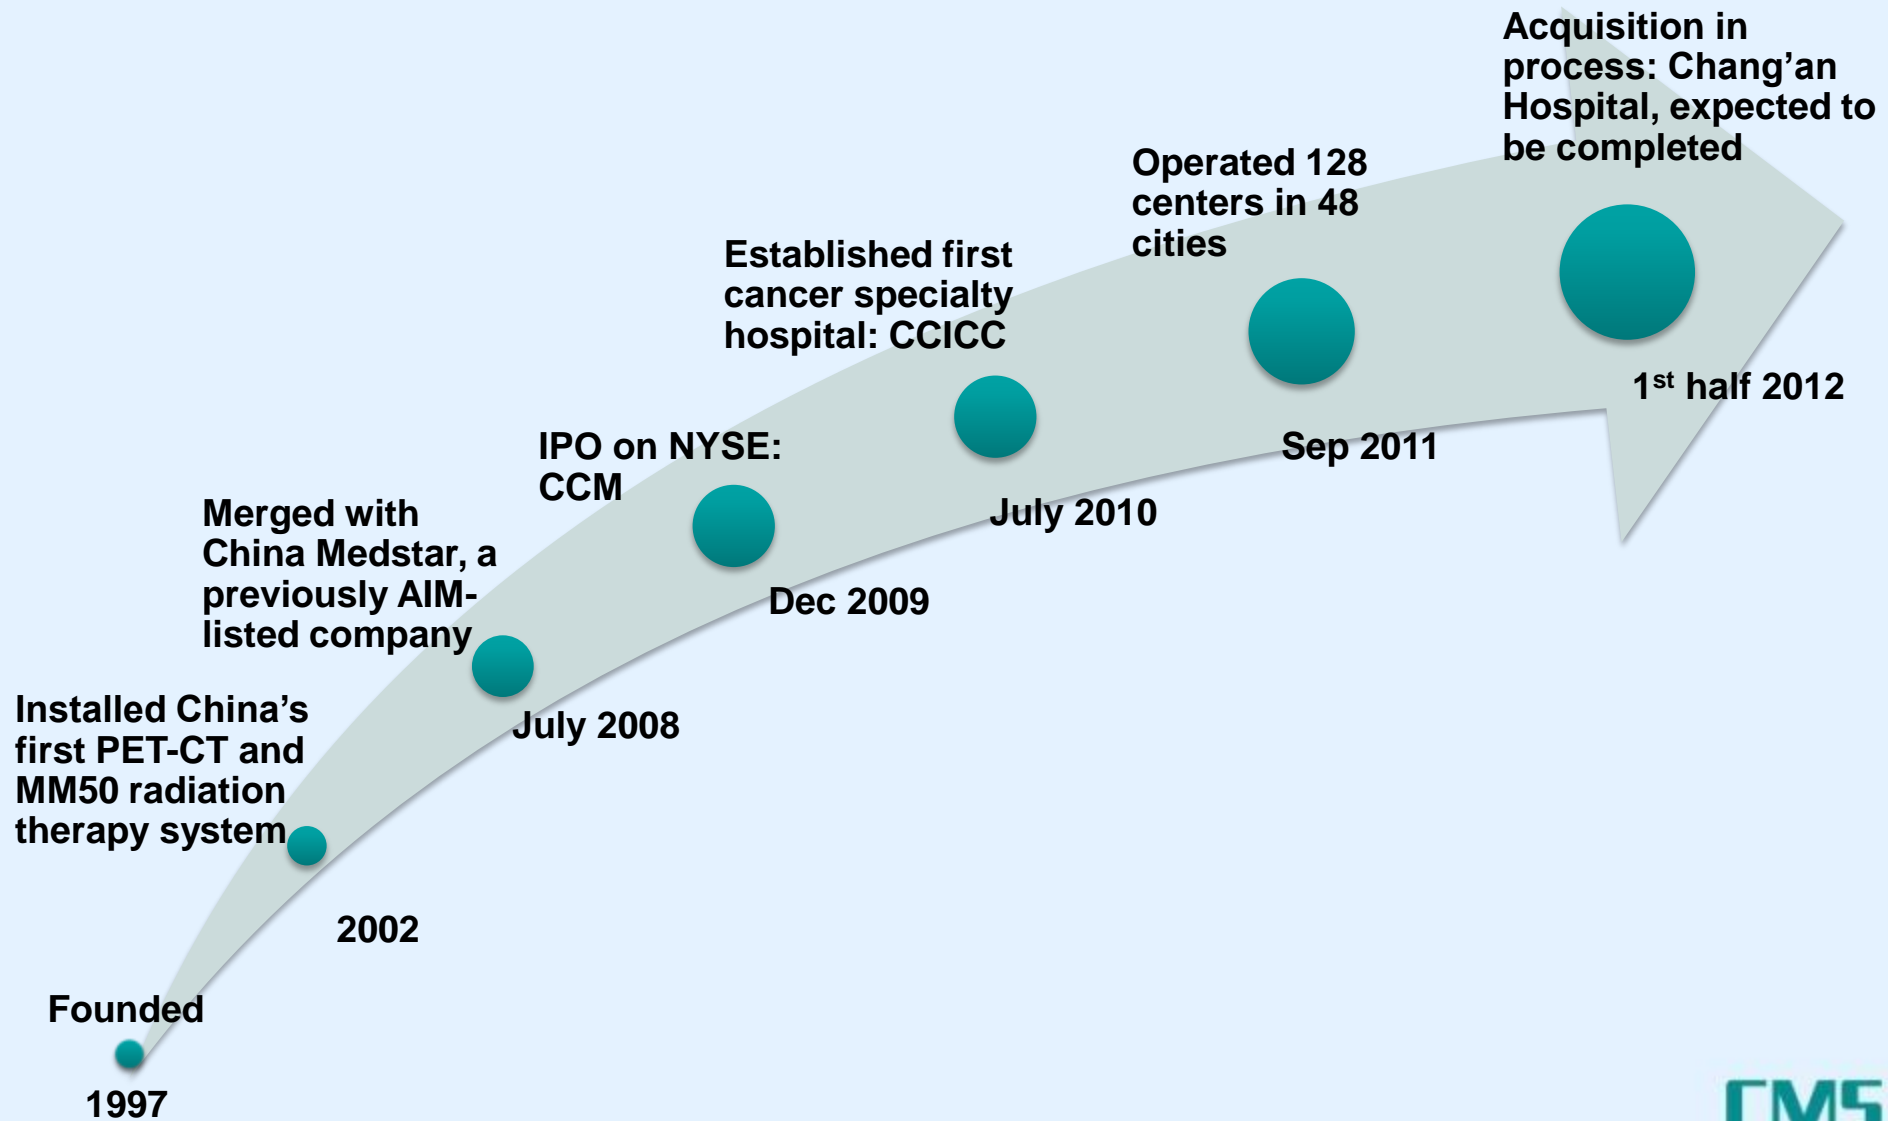 Founded
1997
Installed China’s
first PET-CT and
MM50 radiation
therapy system
2002
Merged with
China Medstar, a
previously AIM-
listed company
July 2008
IPO on NYSE:
CCM
Dec 2009
Established first
cancer specialty
hospital: CCICC
July 2010
Operated 128
centers in 48
cities
Sep 2011
Acquisition in
process: Chang’an
Hospital, expected to
be completed
1st half 2012
CMS